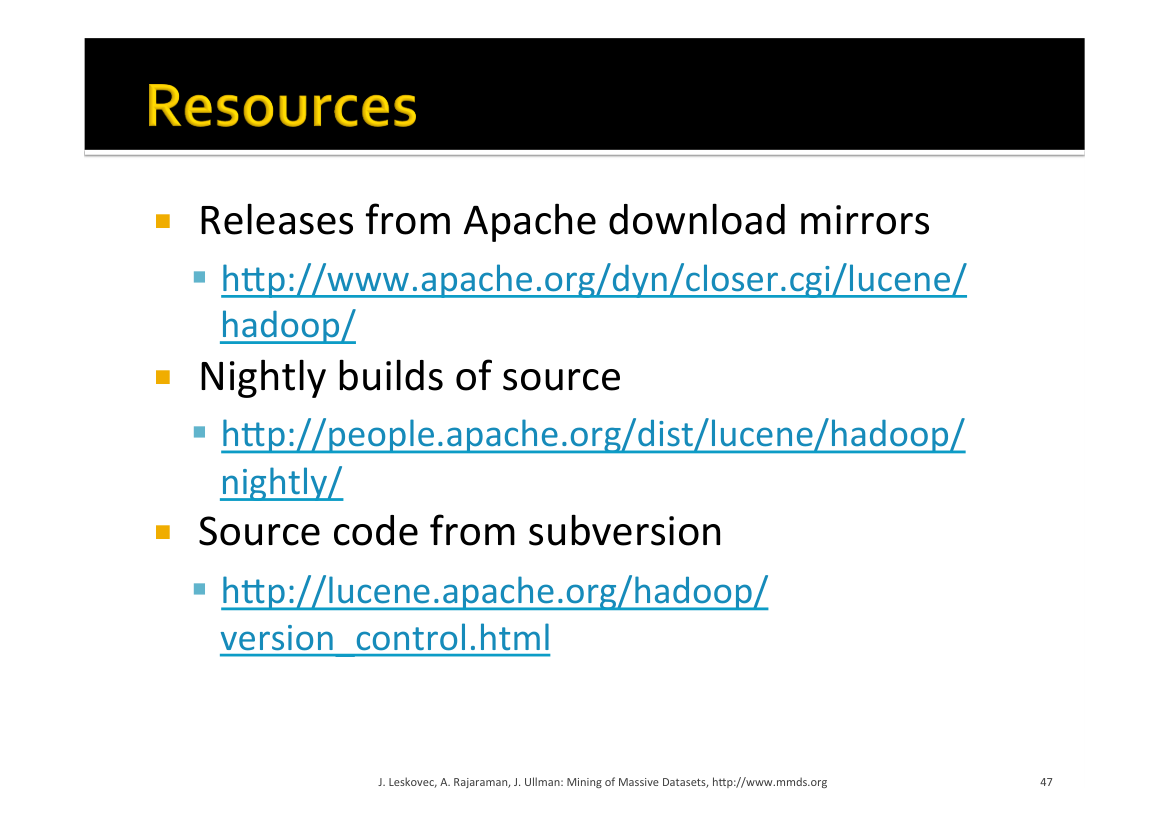 Resources
Releases from Apache download mirrors
http://www.apache.org/dyn/closer.cgi/lucene/
hadoop/
Nightly builds of source
http://people.apache.org/dist/lucene/hadoop/
nightly/
Source code from subversion
http://lucene.apache.org/hadoop/
version_control.html
J. Leskovec, A. Rajaraman, J. Ullman: Mining of Massive Datasets, http://www.mmds.org
47